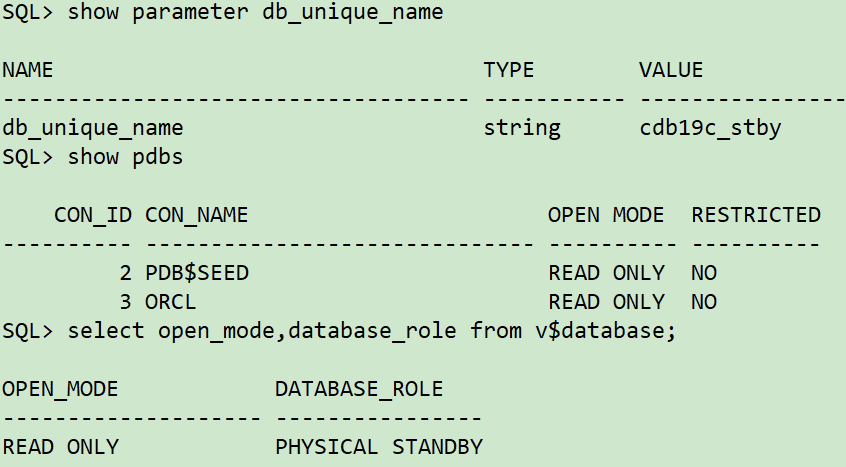 SQL> show parameter db_unique_name
NAME                                 TYPE        VALUE
------------------------------------ ----------- ----------------
db_unique_name                       string      cdb19c_stby
SQL> show pdbs
    CON_ID CON_NAME                       OPEN MODE  RESTRICTED
---------- ------------------------------ ---------- ----------
         2 PDB$SEED                       READ ONLY  NO
         3 ORCL                           READ ONLY  NO
SQL> select open_mode,database_role from v$database;
OPEN_MODE            DATABASE_ROLE
-------------------- ----------------
READ ONLY            PHYSICAL STANDBY